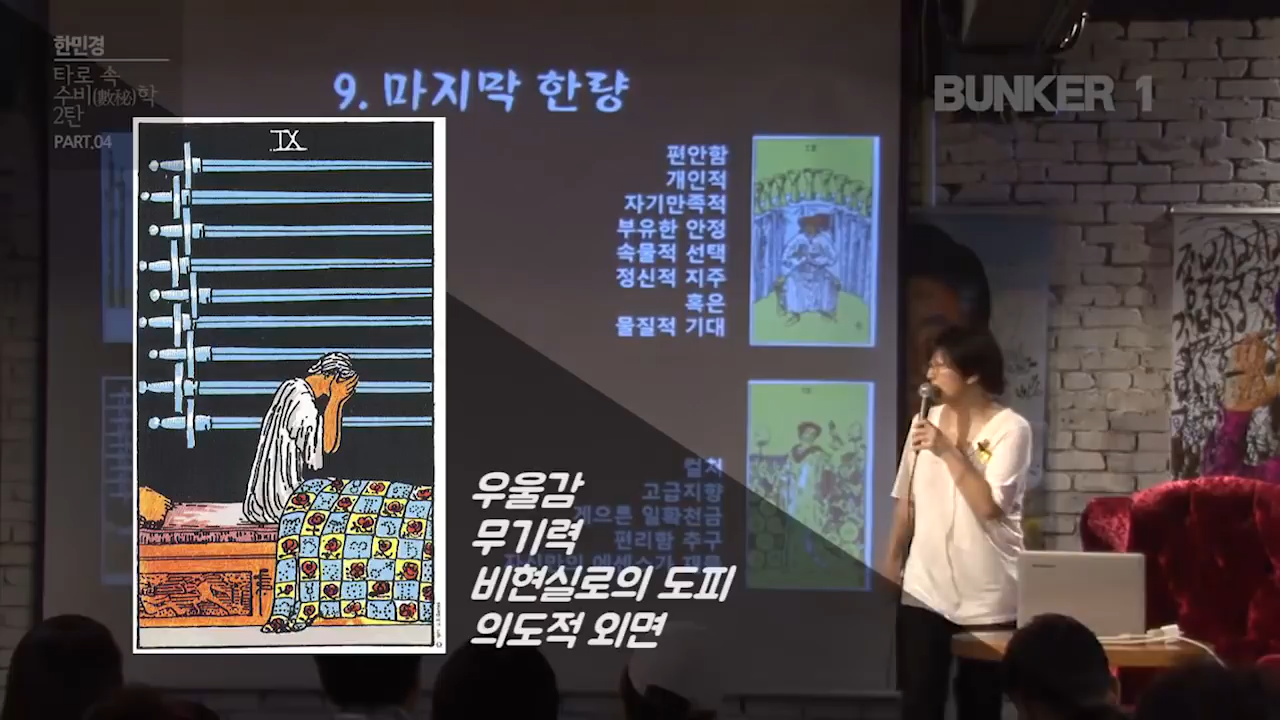 한민경
타로 속
수비(數秘)학
2탄
PART.04
BUNKER 1
9. 마지막 한량
IX
편안함
개인적
자기만족적
부유한 안정
속물적 선택
정신적 지주
혹은
물질적 기대
컬처
고급지향
게으른 일확천금
편리함 추구
우울감
무기력
비현실로의 도피
의도적 외면